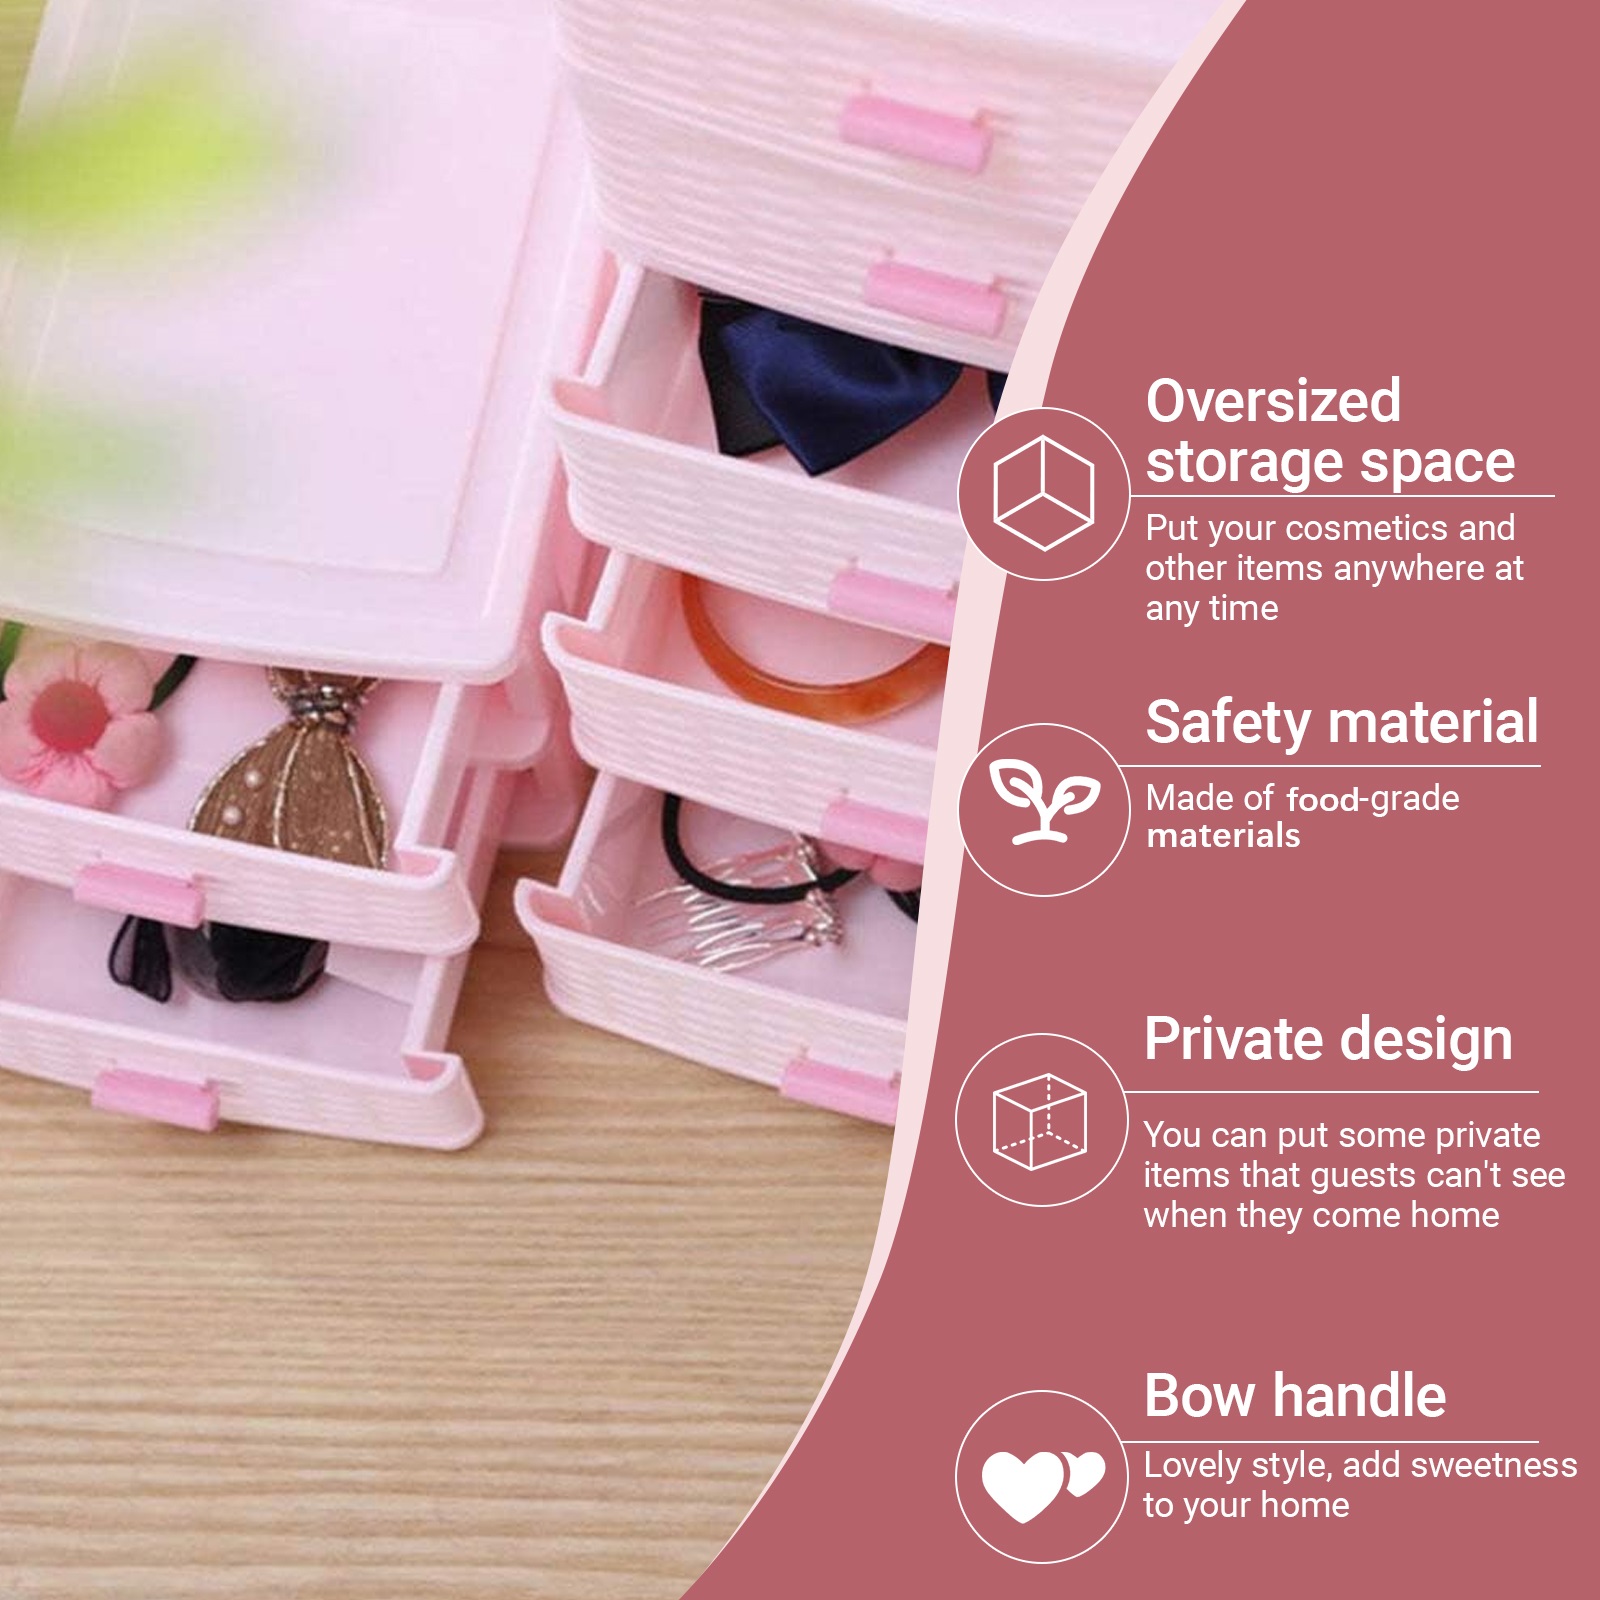 Oversized
storage space
Put your cosmetics and
other items anywhere at
any time
Safety material
Made of food-grade
materials
Private design
You can put some private
items that guests can't see
when they come home
Bow handle
Lovely style, add sweetness
to your home